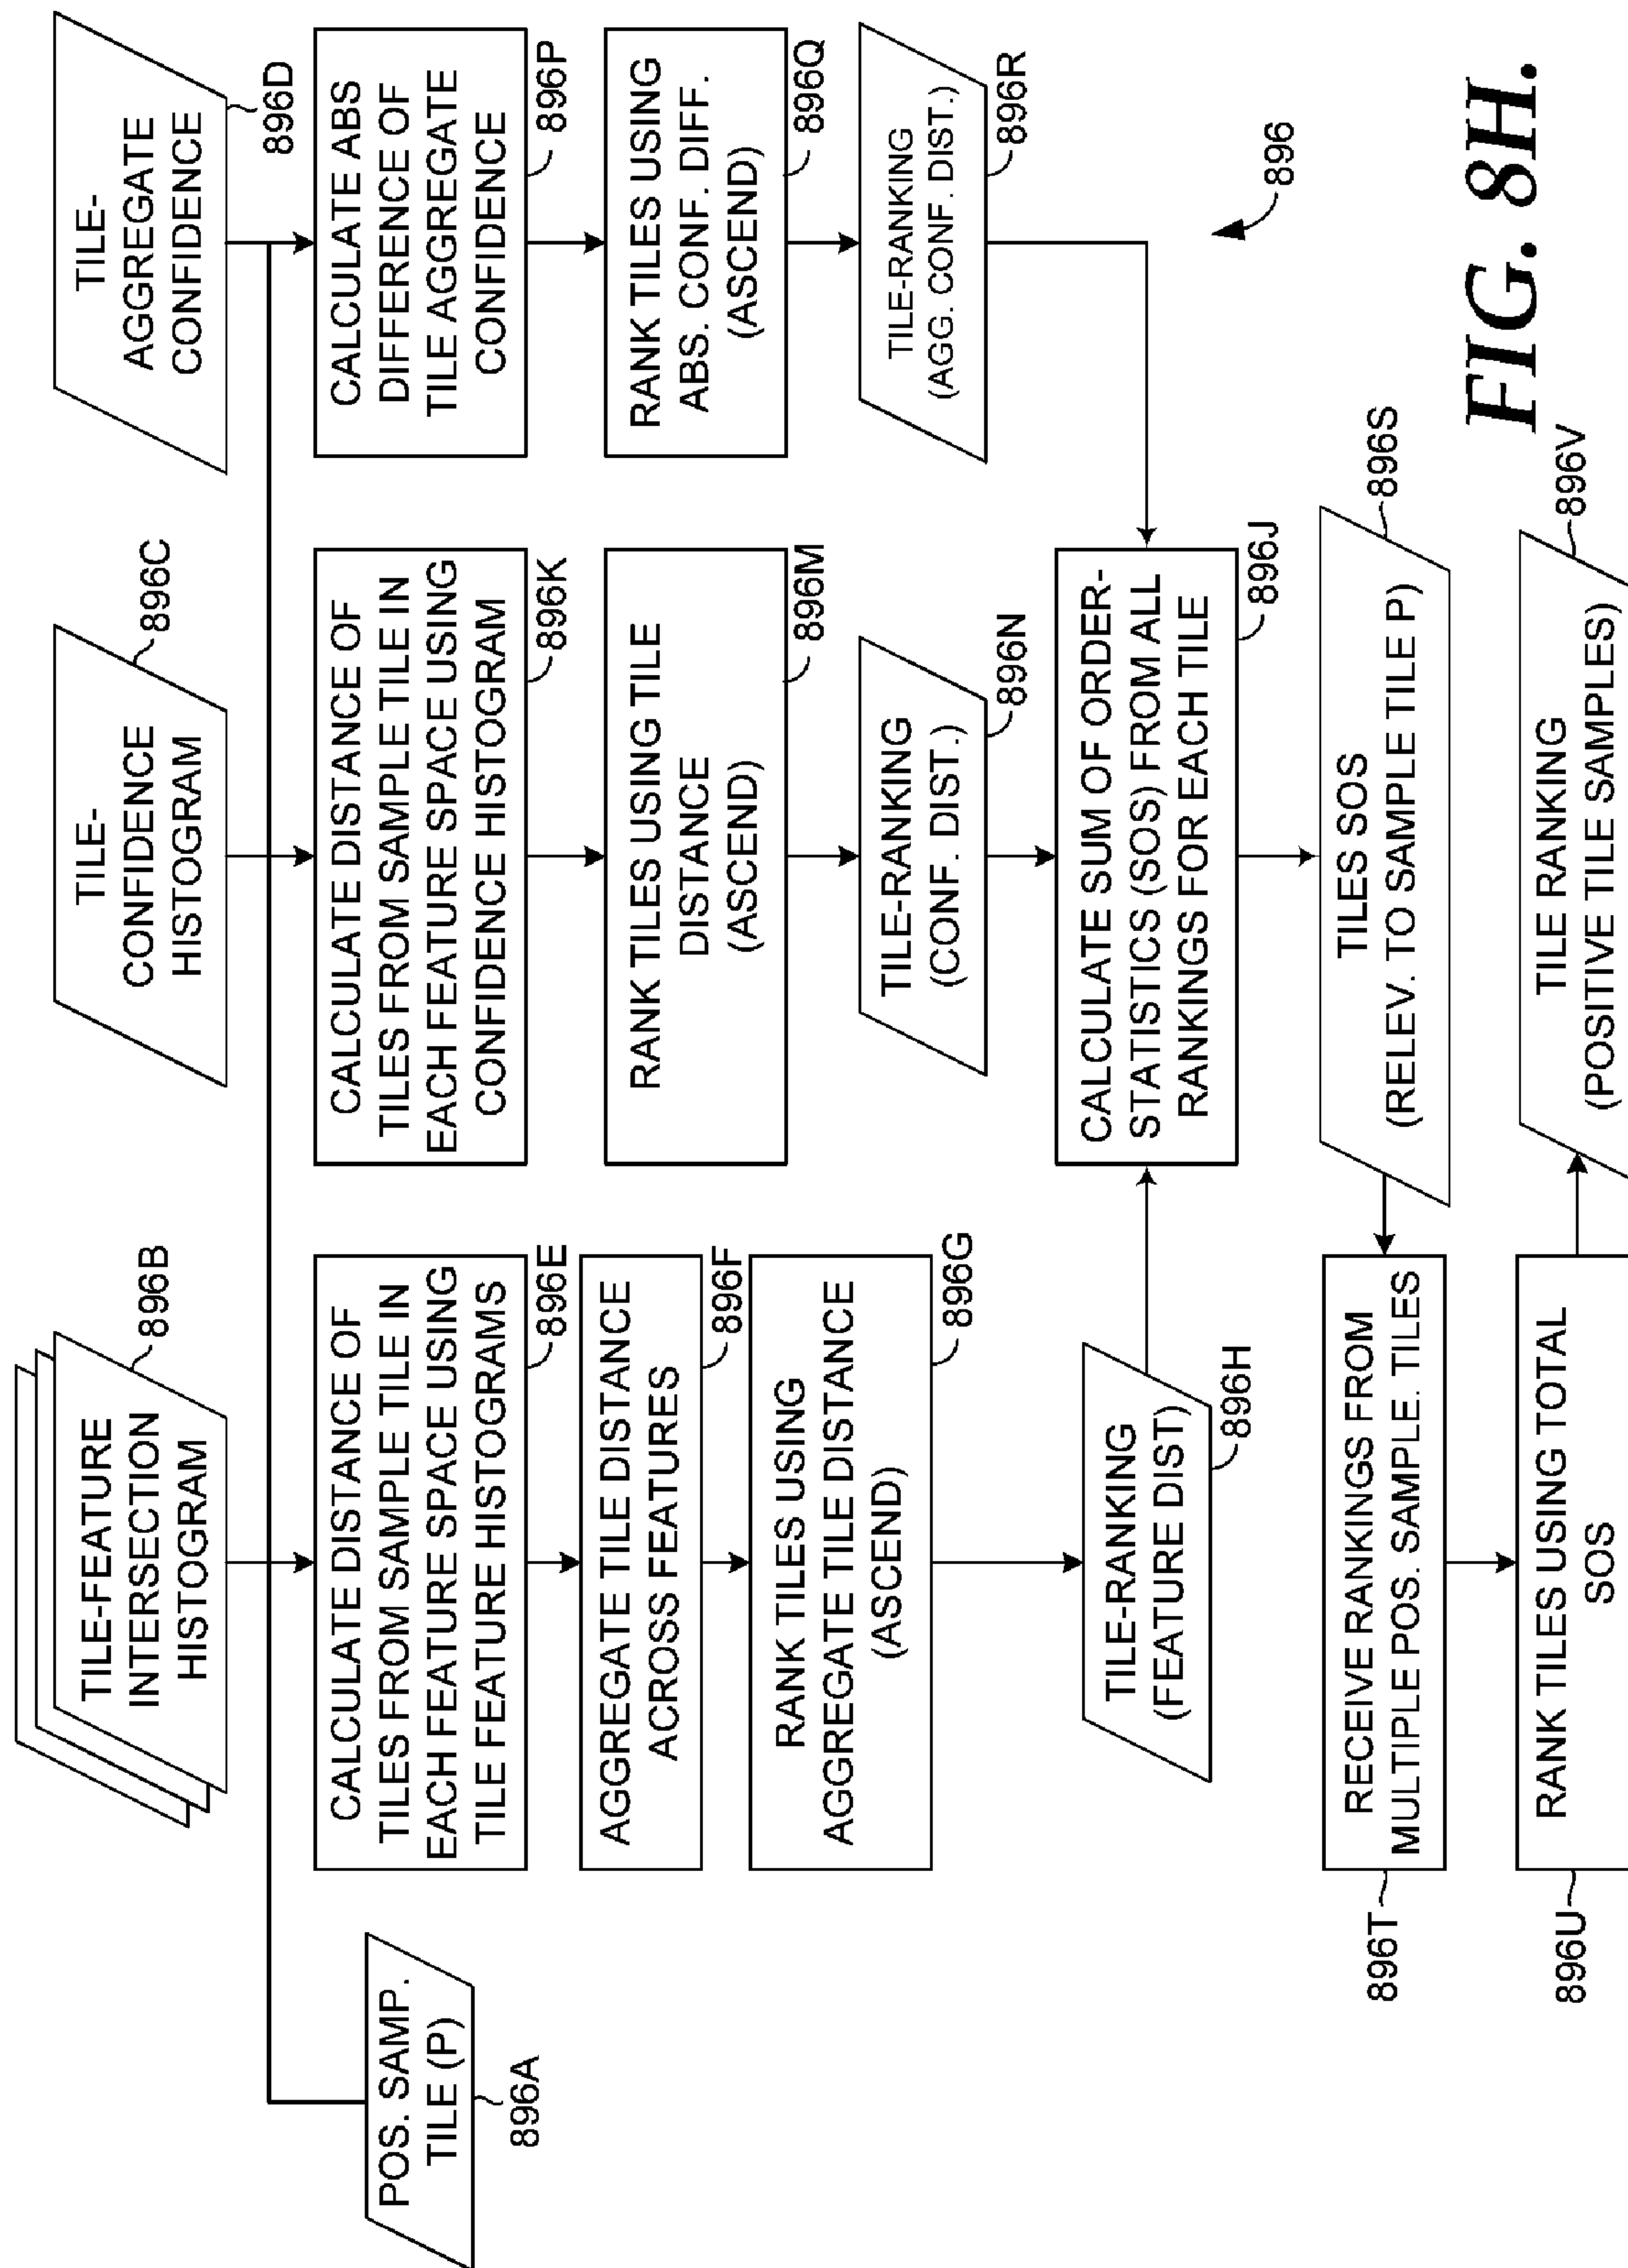 POS. SAMP.
TILE (P)
896A
TILE-FEATURE
INTERSECTION
HISTOGRAM
896B
TILE-
CONFIDENCE
HISTOGRAM
896C
TILE-
AGGREGATE
CONFIDENCE
896D
CALCULATE DISTANCE OF
TILES FROM SAMPLE TILE IN
EACH FEATURE SPACE USING
TILE FEATURE HISTOGRAMS
896E
CALCULATE DISTANCE OF
TILES FROM SAMPLE TILE IN
EACH FEATURE SPACE USING
CONFIDENCE HISTOGRAM
896K
CALCULATE ABS
DIFFERENCE OF
TILE AGGREGATE
CONFIDENCE
896P
AGGREGATE TILE DISTANCE
ACROSS FEATURES
896F
RANK TILES USING TILE
DISTANCE
(ASCEND)
896M
RANK TILES USING
ABS. CONF. DIFF.
(ASCEND)
896Q
RANK TILES USING
AGGREGATE TILE DISTANCE
(ASCEND)
896G
TILE-RANKING
(CONF. DIST.)
896N
TILE-RANKING
(AGG. CONF. DIST.)
896R
TILE-RANKING
(FEATURE DIST)
896H
CALCULATE SUM OF ORDER-
STATISTICS (SOS) FROM ALL
RANKINGS FOR EACH TILE
896J
896
RECEIVE RANKINGS FROM
MULTIPLE POS. SAMPLE. TILES
896T
TILES SOS
(RELEV. TO SAMPLE TILE P)
896S
RANK TILES USING TOTAL
SOS
896U
TILE RANKING
(POSITIVE TILE SAMPLES)
896V
FIG. 8H.